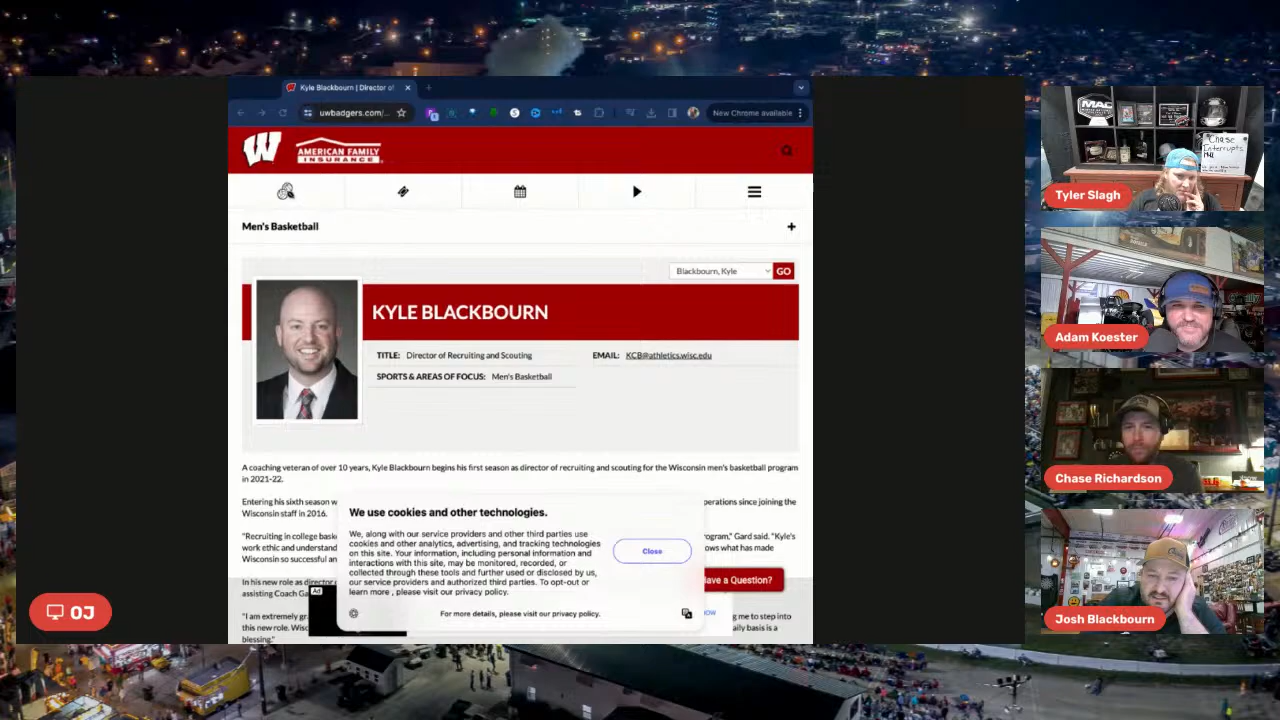 Kyle Blackbourn | Director of
uwbadgers.com/...
New Chrome available
W
AMERICAN FAMILY
INSURANCE
Men's Basketball
Blackbourn, Kyle
GO
KYLE BLACKBOURN
TITLE: Director of Recruiting and Scouting
EMAIL: KCB@athletics.wisc.edu
SPORTS & AREAS OF FOCUS: Men's Basketball
A coaching veteran of over 10 years, Kyle Blackbourn begins his first season as director of recruiting and scouting for the Wisconsin men's basketball program
in 2021-22.
Entering his sixth season w
perations since joining the
Wisconsin staff in 2016.
"Recruiting in college bask
rogram," Gard said. "Kyle's
work ethic and understand
ows what has made
Wisconsin so successful an
In his new role as director
assisting Coach Ga
"I am extremely gr
ng me to step into
this new role. Wisc
aily basis is a
blessing."
We use cookies and other technologies.
We, along with our service providers and other third parties use
cookies and other analytics, advertising, and tracking technologies
on this site. Your information, including personal information and
interactions with this site, may be monitored, recorded, or
collected through these tools and further used or disclosed by us,
our service providers and authorized third parties. To opt-out or
learn more , please visit our privacy policy.
Close
For more details, please visit our privacy policy.
Have a Question?
Ad
OJ
MAC
Chase
Interrupts
Tyler Slagh
Adam Koester
Chase Richardson
Josh Blackbourn